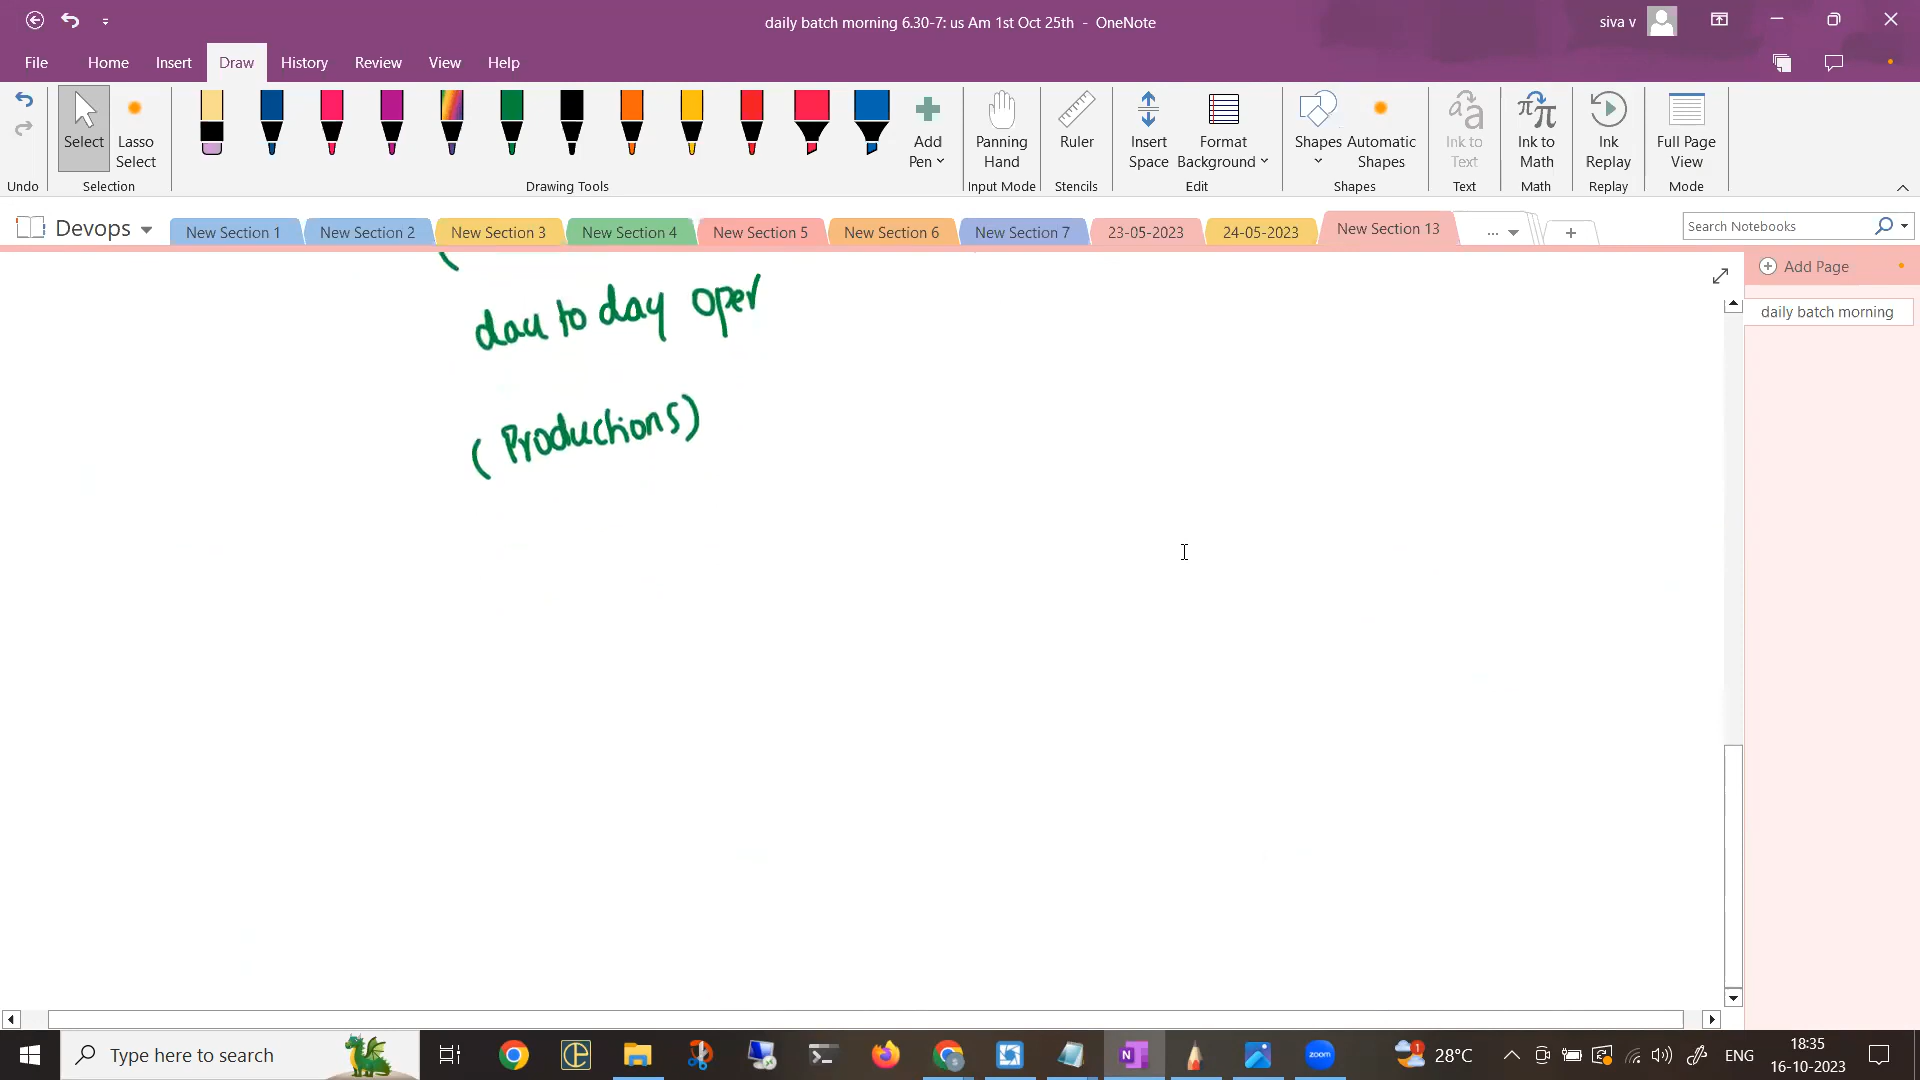 daily batch morning 6.30-7: us Am 1st Oct 25th - OneNote
siva v
File Home Insert Draw History Review View Help
Select
Lasso Select
Add Pen
Panning Hand
Ruler
Insert Space
Format Background
Shapes
Automatic Shapes
Ink to Text
Ink to Math
Ink Replay
Full Page View
Undo Selection Drawing Tools Input Mode Stencils Edit Shapes Text Math Replay Mode
Devops New Section 1 New Section 2 New Section 3 New Section 4 New Section 5 New Section 6 New Section 7 23-05-2023 24-05-2023 New Section 13 ... Search Notebooks
Add Page
daily batch morning
dau to day oper
(Productions)
Type here to search
zoom
28°C
ENG
18:35
16-10-2023